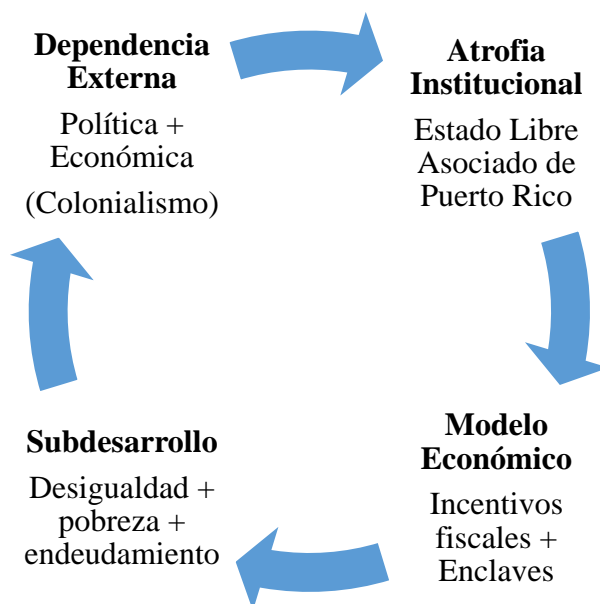 Dependencia
Externa
Política +
Económica
(Colonialismo)
Atrofia
Institucional
Estado Libre
Asociado de
Puerto Rico
Modelo
Económico
Incentivos
fiscales +
Enclaves
Subdesarrollo
Desigualdad +
pobreza +
endeudamiento